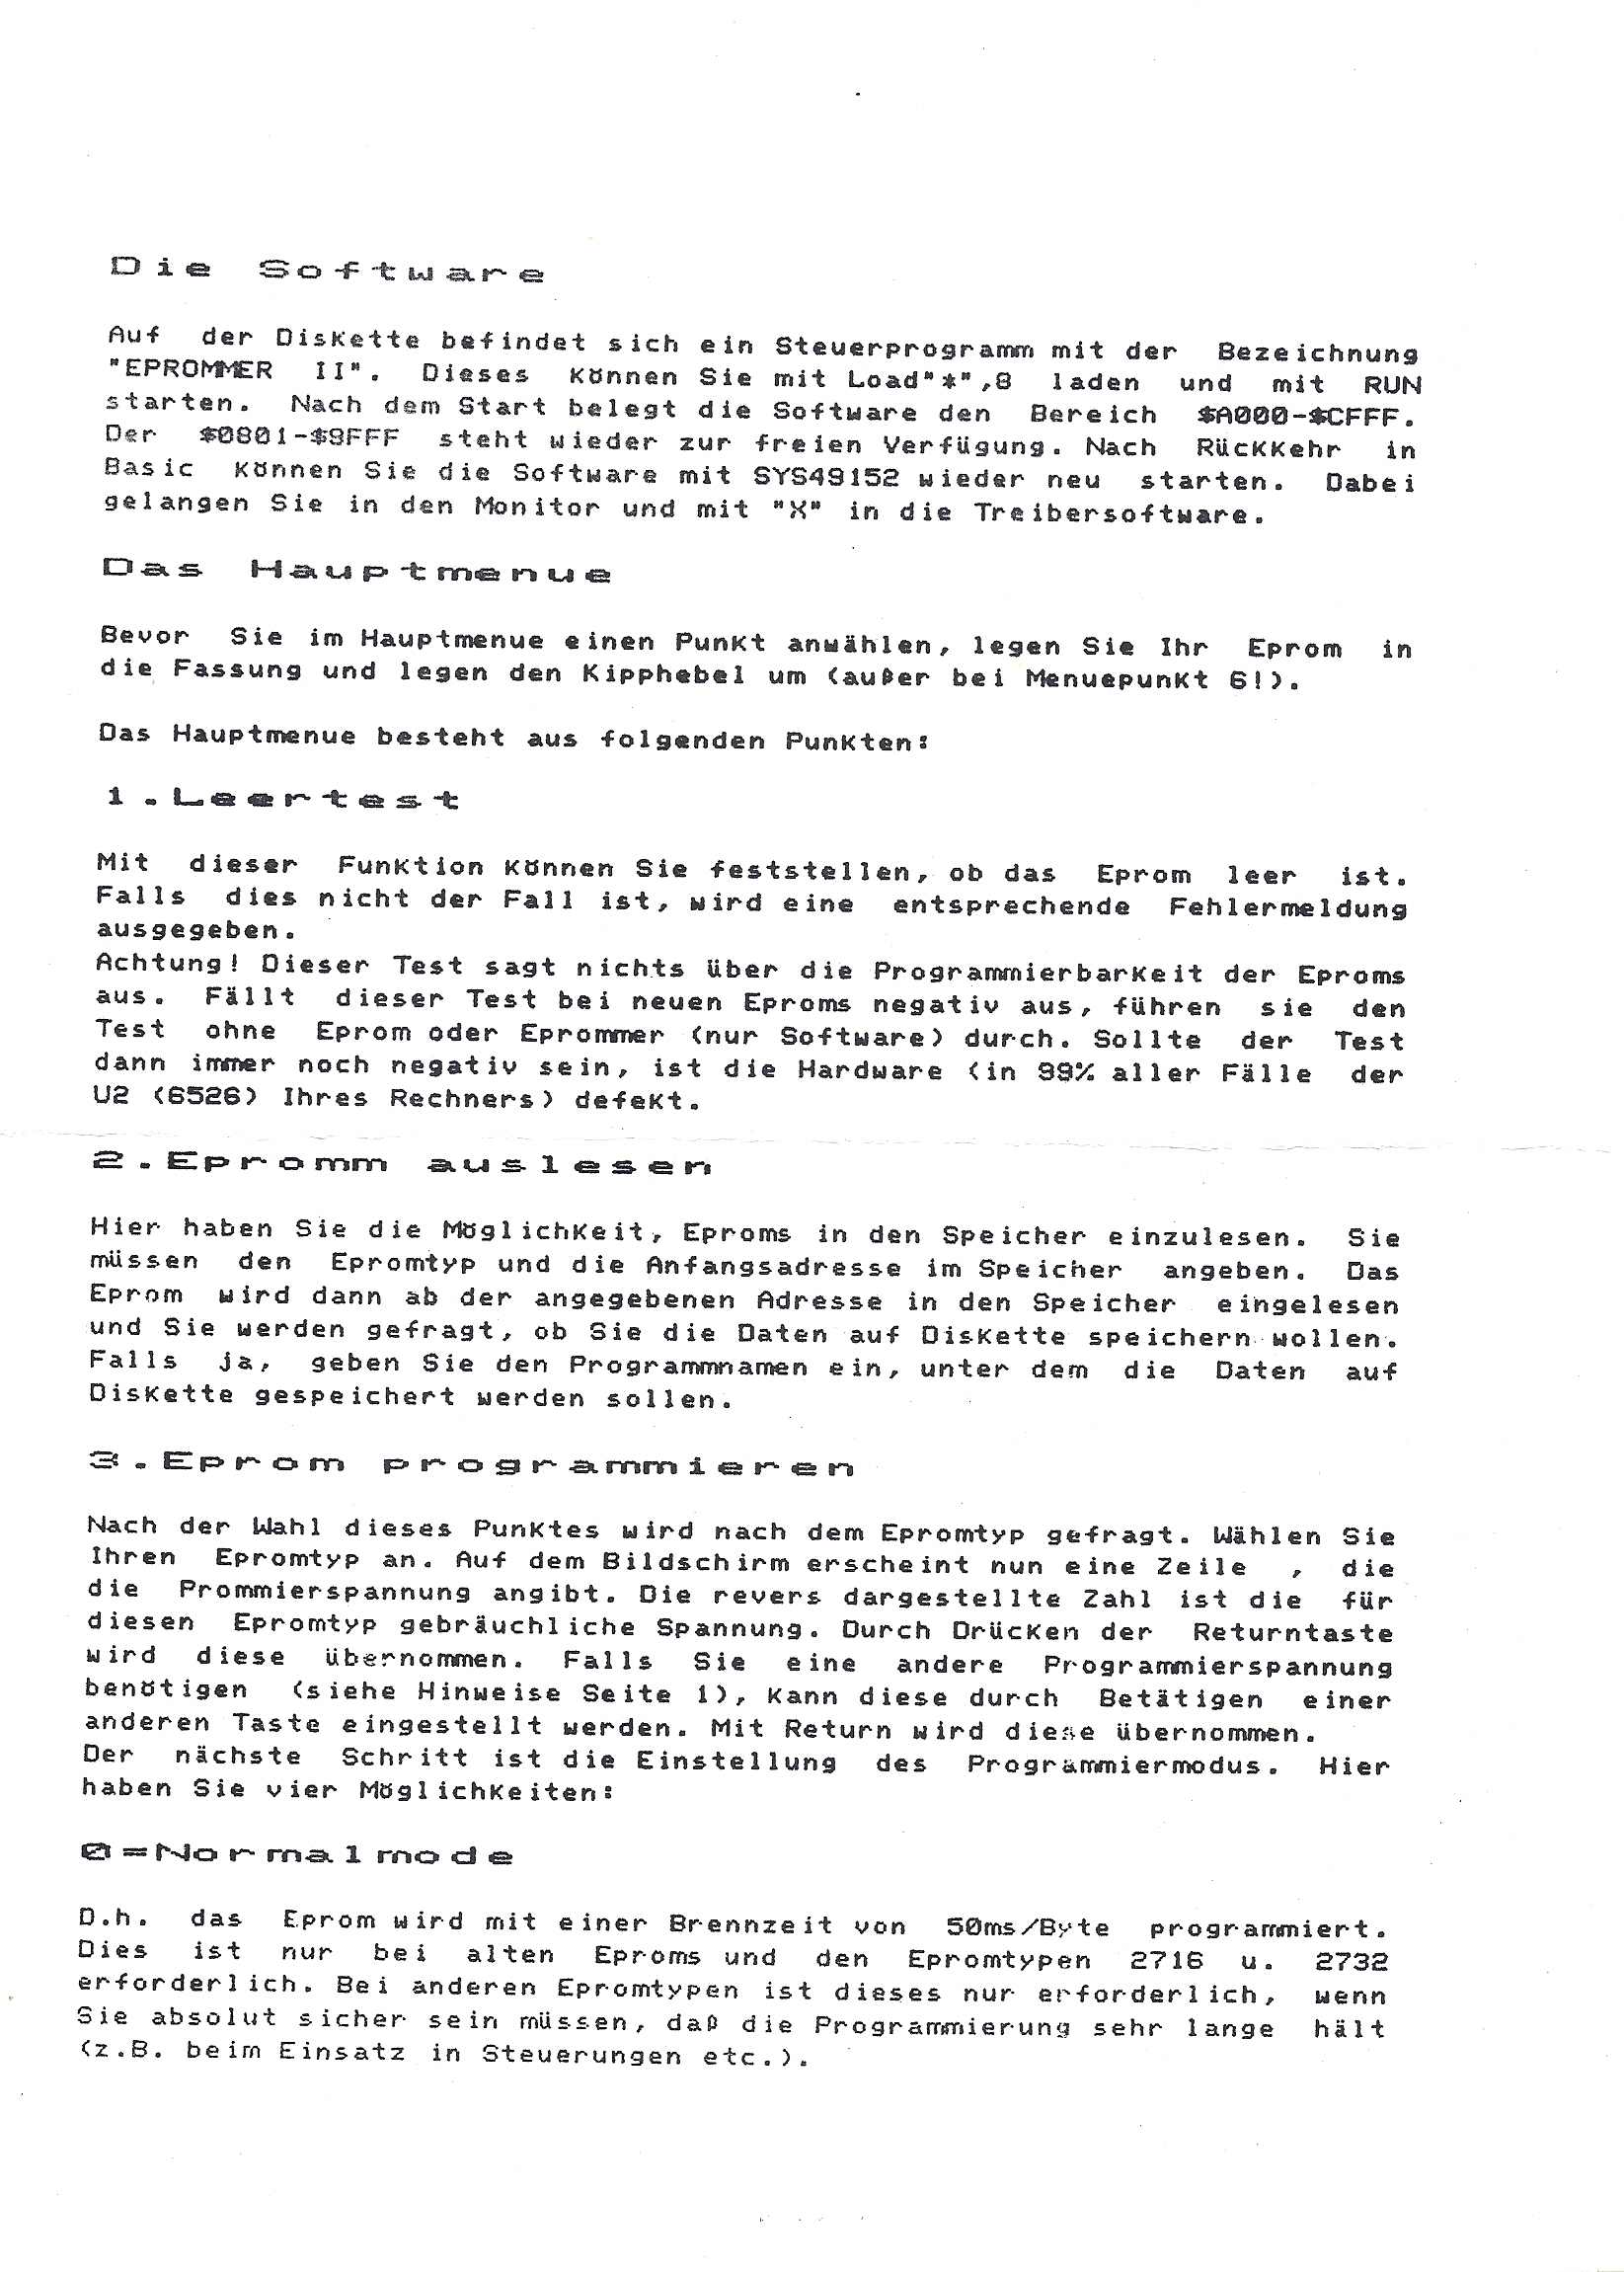 Die Software
Auf der Diskette befindet sich ein Steuerprogramm mit der Bezeichnung
"EPROMMER II". Dieses können Sie mit Load"*",8 laden und mit RUN
starten. Nach dem Start belegt die Software den Bereich $A000-$CFFF.
Der $0801-$9FFF steht wieder zur freien Verfügung. Nach Rückkehr in
Basic können Sie die Software mit SYS49152 wieder neu starten. Dabei
gelangen Sie in den Monitor und mit "X" in die Treibersoftware.
Das Hauptmenue
Bevor Sie im Hauptmenue einen Punkt anwählen, legen Sie Ihr Eprom in
die Fassung und legen den Kipphebel um (außer bei Menuepunkt 6!).
Das Hauptmenue besteht aus folgenden Punkten:
1.Leertest
Mit dieser Funktion können Sie feststellen, ob das Eprom leer ist.
Falls dies nicht der Fall ist, wird eine entsprechende Fehlermeldung
ausgegeben.
Achtung! Dieser Test sagt nichts über die Programmierbarkeit der Eproms
aus. Fällt dieser Test bei neuen Eproms negativ aus, führen sie den
Test ohne Eprom oder Eprommer (nur Software) durch. Sollte der Test
dann immer noch negativ sein, ist die Hardware (in 99% aller Fälle der
U2 (6526) Ihres Rechners) defekt.
2.Epromm auslesen
Hier haben Sie die Möglichkeit, Eproms in den Speicher einzulesen. Sie
müssen den Epromtyp und die Anfangsadresse im Speicher angeben. Das
Eprom wird dann ab der angegebenen Adresse in den Speicher eingelesen
und Sie werden gefragt, ob Sie die Daten auf Diskette speichern wollen.
Falls ja, geben Sie den Programmnamen ein, unter dem die Daten auf
Diskette gespeichert werden sollen.
3.Eprom programmieren
Nach der Wahl dieses Punktes wird nach dem Epromtyp gefragt. Wählen Sie
Ihren Epromtyp an. Auf dem Bildschirm erscheint nun eine Zeile , die
die Prommierspannung angibt. Die revers dargestellte Zahl ist die für
diesen Epromtyp gebräuchliche Spannung. Durch Drücken der Returntaste
wird diese übernommen. Falls Sie eine andere Programmierspannung
benötigen (siehe Hinweise Seite 1), kann diese durch Betätigen einer
anderen Taste eingestellt werden. Mit Return wird diese übernommen.
Der nächste Schritt ist die Einstellung des Programmiermodus. Hier
haben Sie vier Möglichkeiten:
0=Normalmode
D.h. das Eprom wird mit einer Brennzeit von 50ms/Byte programmiert.
Dies ist nur bei alten Eproms und den Epromtypen 2716 u. 2732
erforderlich. Bei anderen Epromtypen ist dieses nur erforderlich, wenn
Sie absolut sicher sein müssen, daß die Programmierung sehr lange hält
(z.B. beim Einsatz in Steuerungen etc.).